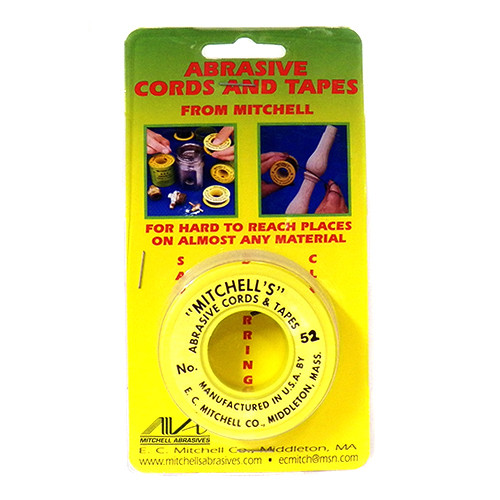 ABRASIVE
CORDS AND TAPES
FROM MITCHELL
FOR HARD TO REACH PLACES
ON ALMOST ANY MATERIAL
"MITCHELL'S"
ABRASIVE CORDS & TAPES
No. 52
MANUFACTURED IN U.S.A. BY
E. C. MITCHELL CO., MIDDLETON, MASS.
MITCHELL ABRASIVES
E. C. Mitchell Co., Middleton, MA
www.mitchellsabrasives.com • ecmitch@msn.com